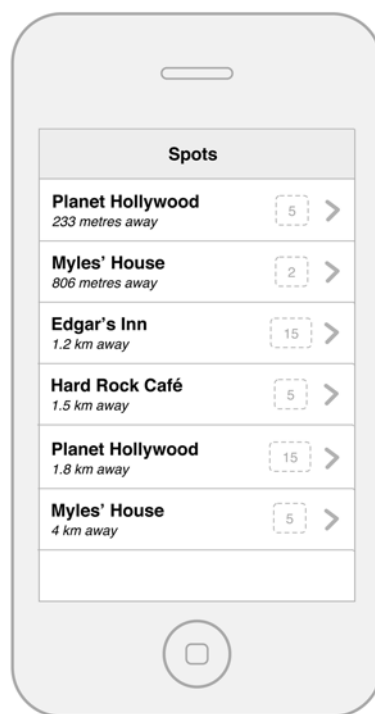 Spots
Planet Hollywood
233 metres away
5
Myles’ House
806 metres away
2
Edgar’s Inn
1.2 km away
15
Hard Rock Café
1.5 km away
5
Planet Hollywood
1.8 km away
15
Myles’ House
4 km away
5